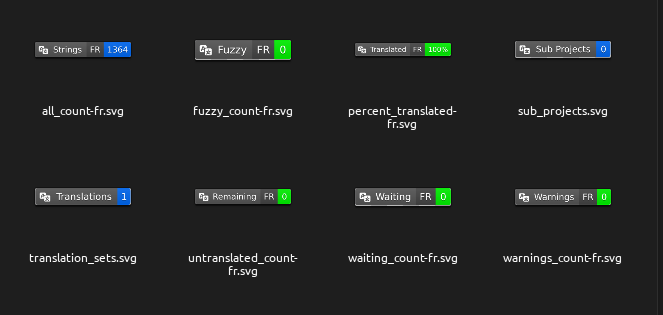 Strings FR 1364
Fuzzy FR 0
Translated FR 100%
Sub Projects 0
all_count-fr.svg
fuzzy_count-fr.svg
percent_translated-
fr.svg
sub_projects.svg
Translations 1
Remaining FR 0
Waiting FR 0
Warnings FR 0
translation_sets.svg
untranslated_count-
fr.svg
waiting_count-fr.svg
warnings_count-fr.svg